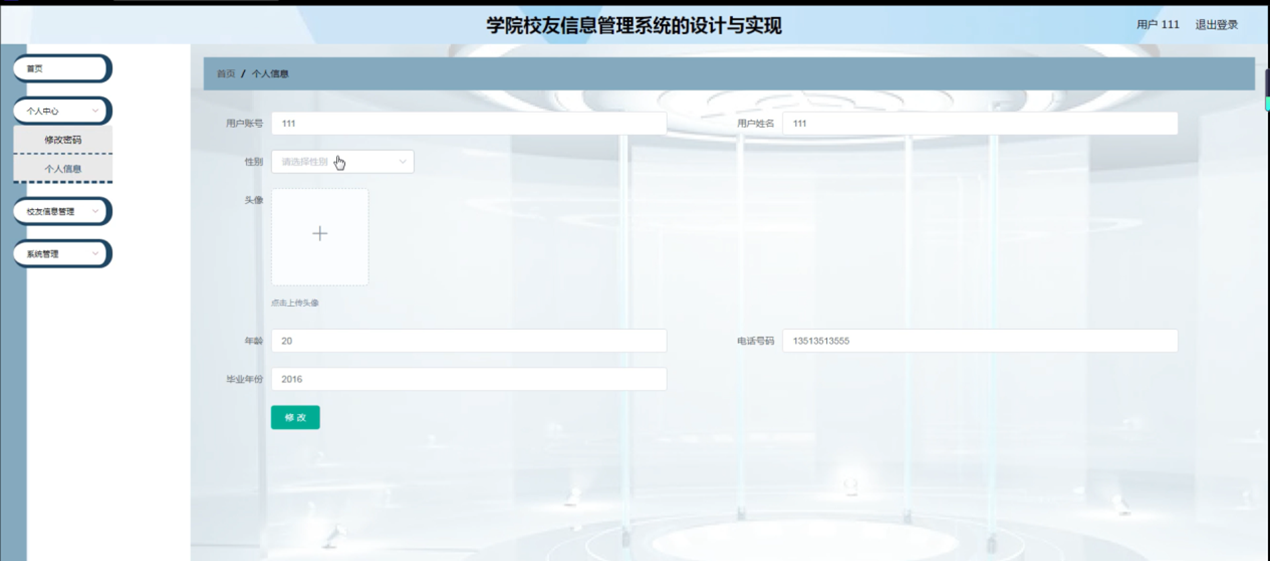 学院校友信息管理系统的设计与实现
用户 111 退出登录
首页
个人中心
修改密码
个人信息
校友信息管理
系统管理
首页 / 个人信息
用户账号 111 用户姓名 111
性别 请选择性别
头像
点击上传头像
年龄 20 电话号码 13513513555
毕业年份 2016
修改